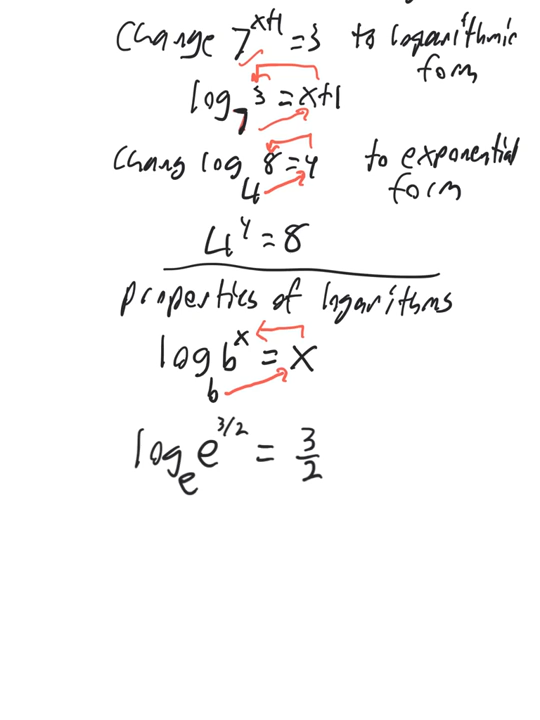 Change 7^(x+1) = 3 to logarithmic form
log_7 3 = x+1
Chang log_4 8 = y to exponential form
4^y = 8
properties of logarithms
log_b b^x = x
log_e e^(3/2) = 3/2